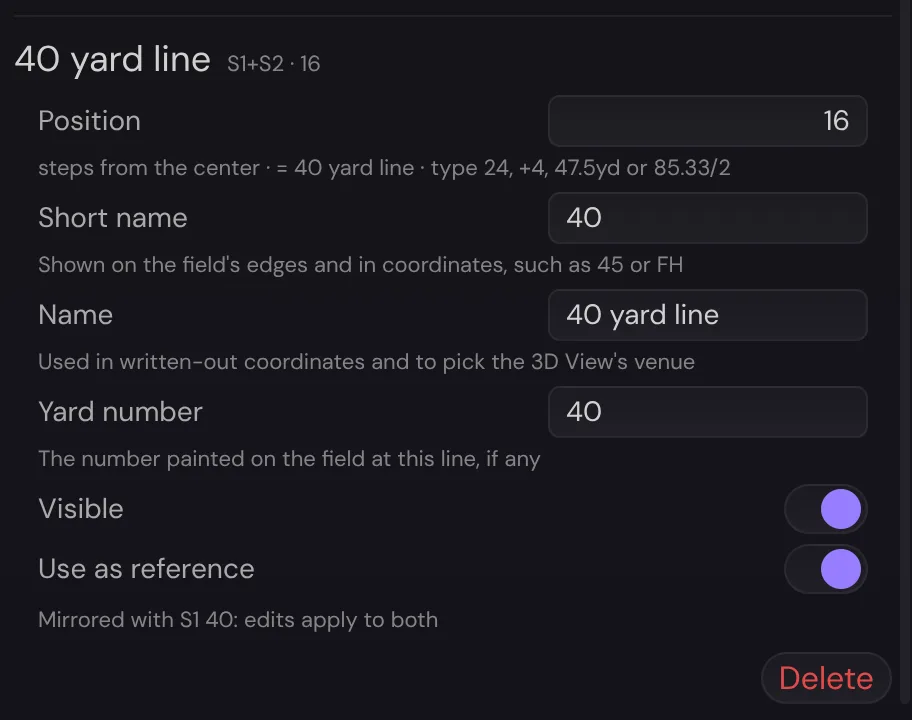 40 yard line S1+S2 · 16
Position 16
steps from the center · = 40 yard line · type 24, +4, 47.5yd or 85.33/2
Short name 40
Shown on the field's edges and in coordinates, such as 45 or FH
Name 40 yard line
Used in written-out coordinates and to pick the 3D View's venue
Yard number 40
The number painted on the field at this line, if any
Visible
Use as reference
Mirrored with S1 40: edits apply to both
Delete